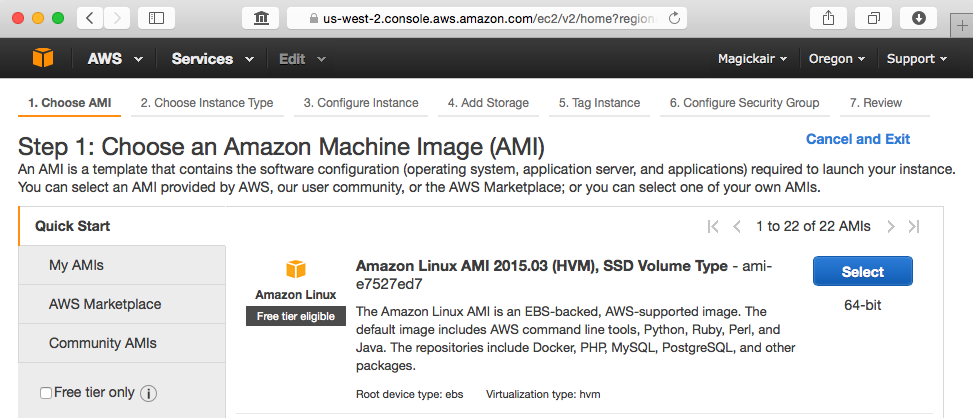 us-west-2.console.aws.amazon.com/ec2/v2/home?region
AWS Services Edit Magickair Oregon Support
1. Choose AMI 2. Choose Instance Type 3. Configure Instance 4. Add Storage 5. Tag Instance 6. Configure Security Group 7. Review
Step 1: Choose an Amazon Machine Image (AMI)
Cancel and Exit
An AMI is a template that contains the software configuration (operating system, application server, and applications) required to launch your instance.
You can select an AMI provided by AWS, our user community, or the AWS Marketplace; or you can select one of your own AMIs.
Quick Start
My AMIs
AWS Marketplace
Community AMIs
Free tier only
1 to 22 of 22 AMIs
Amazon Linux
Free tier eligible
Amazon Linux AMI 2015.03 (HVM), SSD Volume Type - ami-
e7527ed7
The Amazon Linux AMI is an EBS-backed, AWS-supported image. The
default image includes AWS command line tools, Python, Ruby, Perl, and
Java. The repositories include Docker, PHP, MySQL, PostgreSQL, and other
packages.
Root device type: ebs Virtualization type: hvm
Select
64-bit